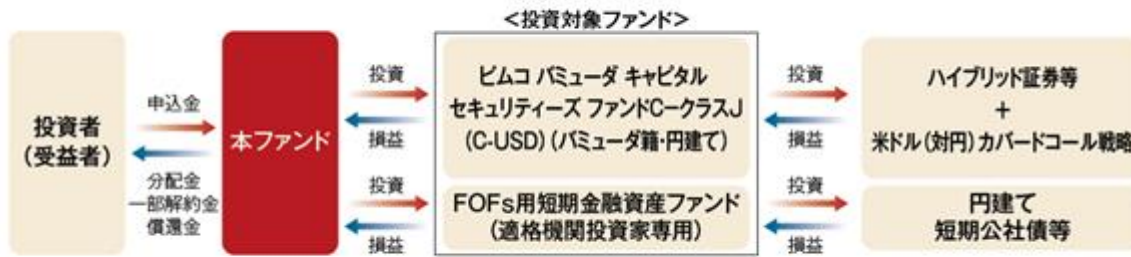 <投資対象ファンド>
投資者
(受益者)
申込金
分配金
一部解約金
償還金
本ファンド
投資
損益
ピムコ バミューダ キャピタル
セキュリティーズ ファンドC－クラスJ
(C-USD)(バミューダ籍・円建て)
投資
損益
ハイブリッド証券等
+
米ドル(対円)カバードコール戦略
投資
損益
FOFs用短期金融資産ファンド
(適格機関投資家専用)
投資
損益
円建て
短期公社債等